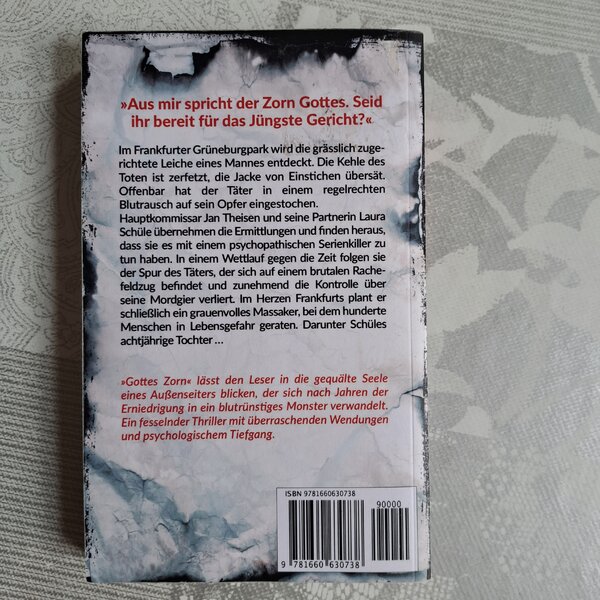 »Aus mir spricht der Zorn Gottes. Seid
ihr bereit für das Jüngste Gericht?«
Im Frankfurter Grüneburgpark wird die grässlich zuge-
richtete Leiche eines Mannes entdeckt. Die Kehle des
Toten ist zerfetzt, die Jacke von Einstichen übersät.
Offenbar hat der Täter in einem regelrechten
Blutrausch auf sein Opfer eingestochen.
Hauptkommissar Jan Theisen und seine Partnerin Laura
Schüle übernehmen die Ermittlungen und finden heraus,
dass sie es mit einem psychopathischen Serienkiller zu
tun haben. In einem Wettlauf gegen die Zeit folgen sie
der Spur des Täters, der sich auf einem brutalen Rache-
feldzug befindet und zunehmend die Kontrolle über
seine Mordgier verliert. Im Herzen Frankfurts plant er
schließlich ein grauenvolles Massaker, bei dem hunderte
Menschen in Lebensgefahr geraten. Darunter Schüles
achtjährige Tochter ...
»Gottes Zorn« lässt den Leser in die gequälte Seele
eines Außenseiters blicken, der sich nach Jahren der
Erniedrigung in ein blutrünstiges Monster verwandelt.
Ein fesselnder Thriller mit überraschenden Wendungen
und psychologischem Tiefgang.
ISBN 9781660630738
90000
9 781660 630738